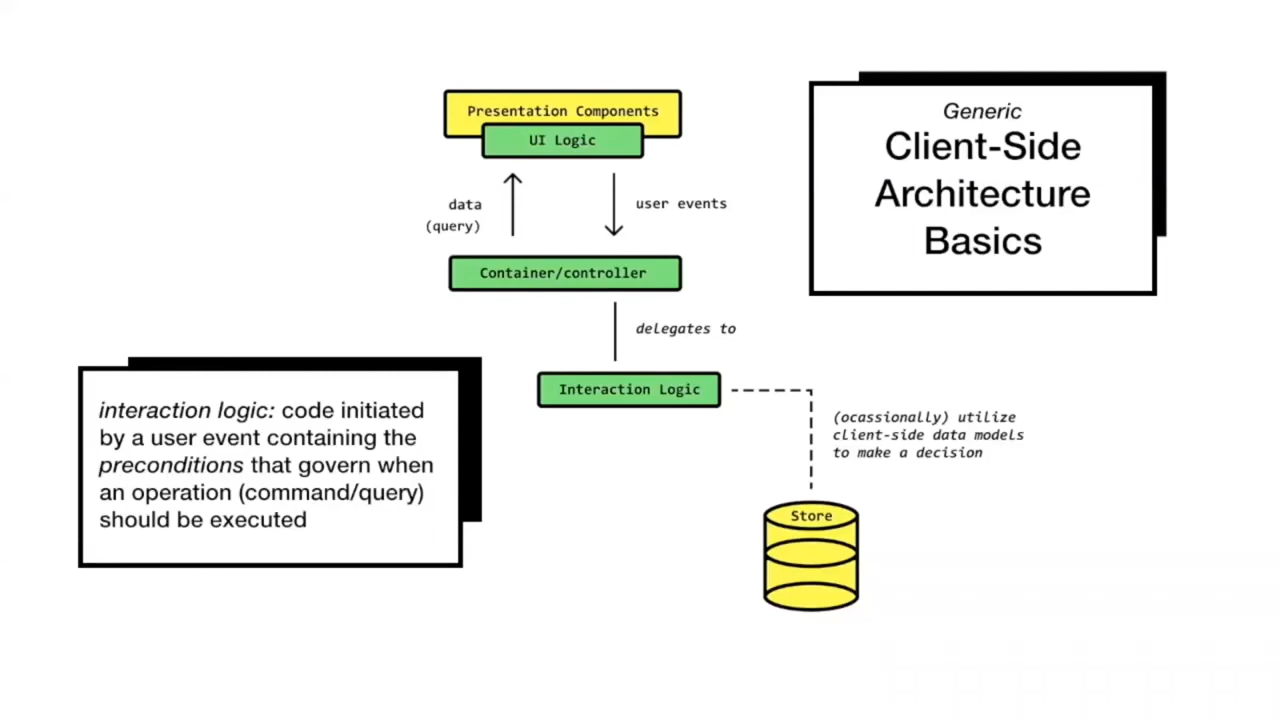 Generic
Client-Side
Architecture
Basics
Presentation Components
UI Logic
data
(query)
user events
Container/controller
delegates to
Interaction Logic
(ocassionally) utilize
client-side data models
to make a decision
Store
interaction logic: code initiated
by a user event containing the
preconditions that govern when
an operation (command/query)
should be executed